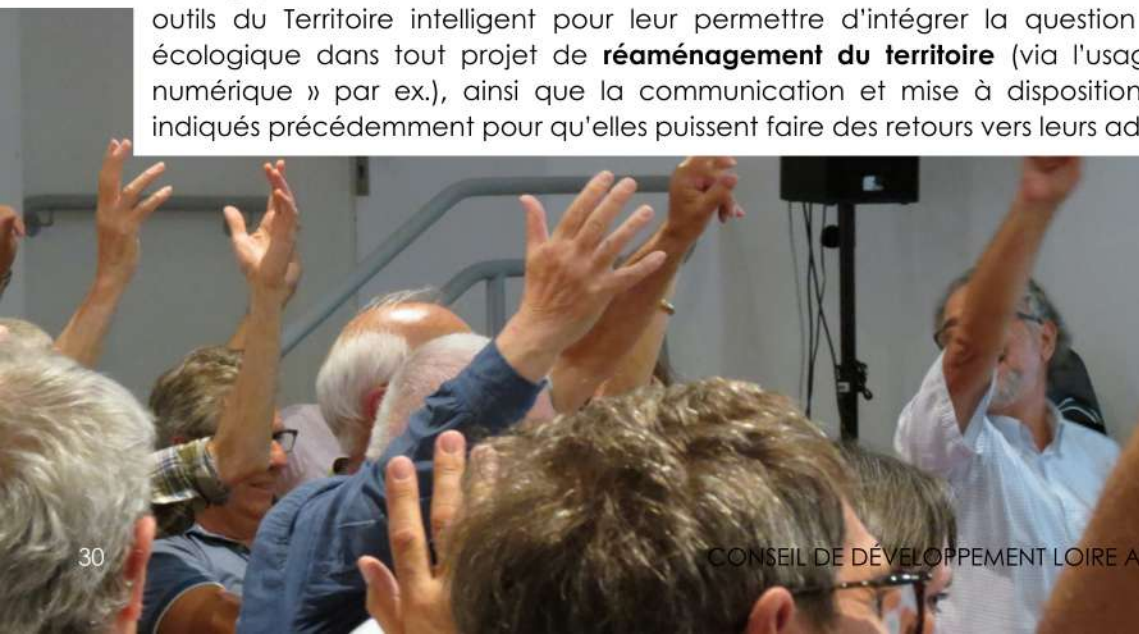 outils du Territoire intelligent pour leur permettre d'intégrer la question
écologique dans tout projet de réaménagement du territoire (via l'usag
numérique » par ex.), ainsi que la communication et mise à disposition
indiqués précédemment pour qu'elles puissent faire des retours vers leurs ad
30
CONSEIL DE DÉVELOPPEMENT LOIRE A